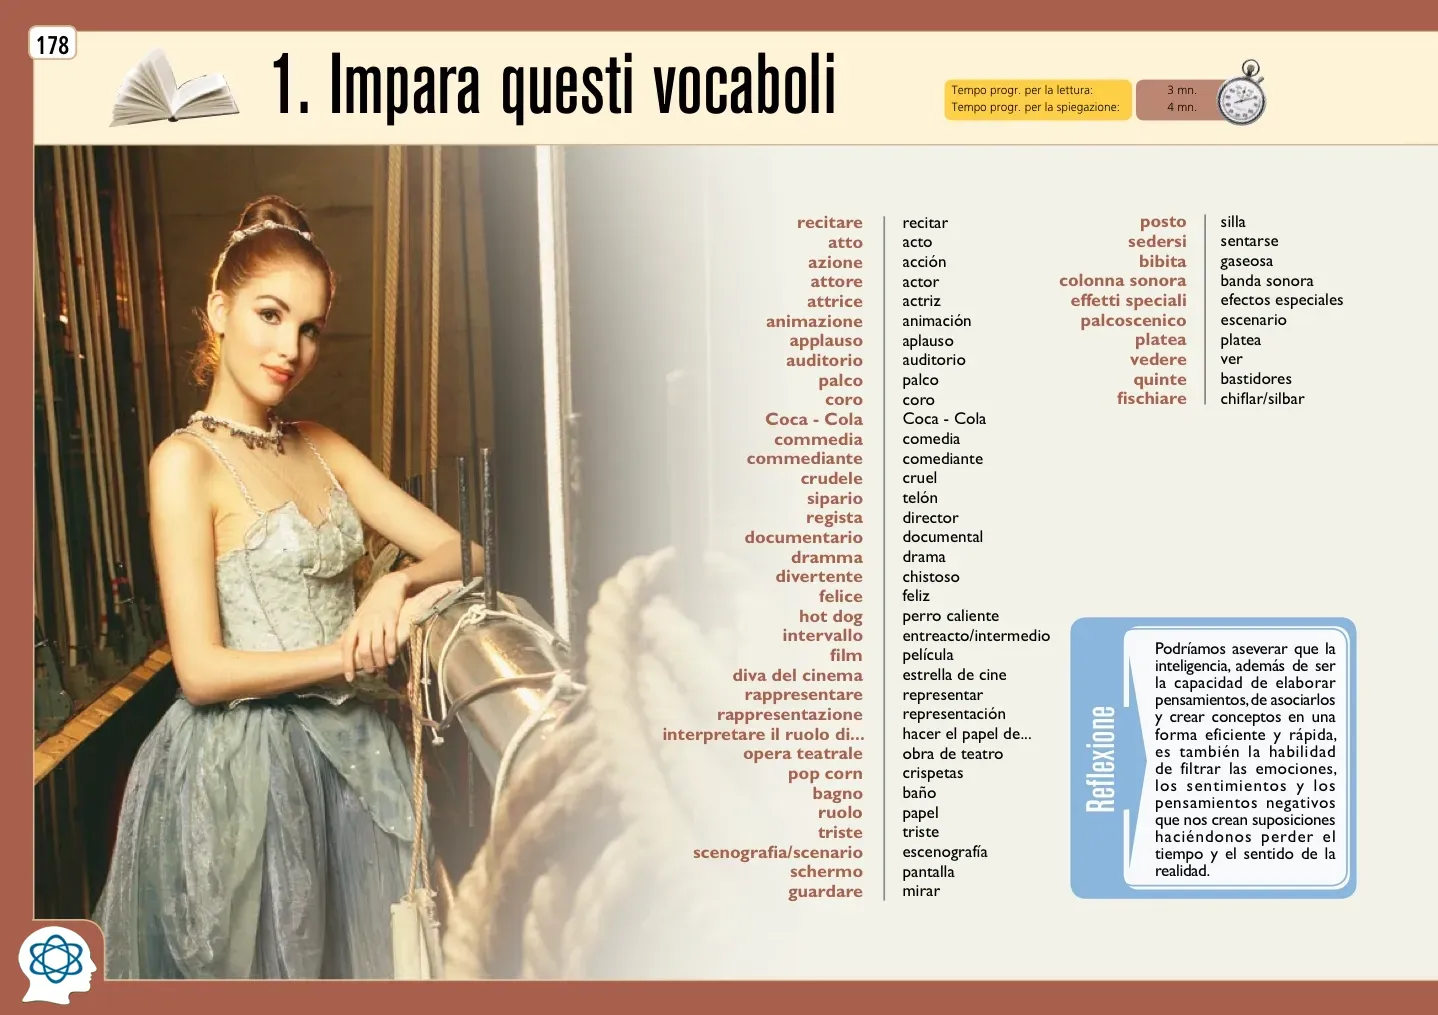 178
1. Impara questi vocaboli
Tempo progr. per la lettura: 3 mn.
Tempo progr. per la spiegazione: 4 mn.
recitare recitar
atto acto
azione acción
attore actor
attrice actriz
animazione animación
applauso aplauso
auditorio auditorio
palco palco
coro coro
Coca - Cola Coca - Cola
commedia comedia
commediante comediante
crudele cruel
sipario telón
regista director
documentario documental
dramma drama
divertente chistoso
felice feliz
hot dog perro caliente
intervallo entreacto/intermedio
film película
diva del cinema estrella de cine
rappresentare representar
rappresentazione representación
interpretare il ruolo di... hacer el papel de...
opera teatrale obra de teatro
pop corn crispetas
bagno baño
ruolo papel
triste triste
scenografia/scenario escenografía
schermo pantalla
guardare mirar
posto silla
sedersi sentarse
bibita gaseosa
colonna sonora banda sonora
effetti speciali efectos especiales
palcoscenico escenario
platea platea
vedere ver
quinte bastidores
fischiare chiflar/silbar
Reflexione
Podríamos aseverar que la
inteligencia, además de ser
la capacidad de elaborar
pensamientos, de asociarlos
y crear conceptos en una
forma eficiente y rápida,
es también la habilidad
de filtrar las emociones,
los sentimientos y los
pensamientos negativos
que nos crean suposiciones
haciéndonos perder el
tiempo y el sentido de la
realidad.